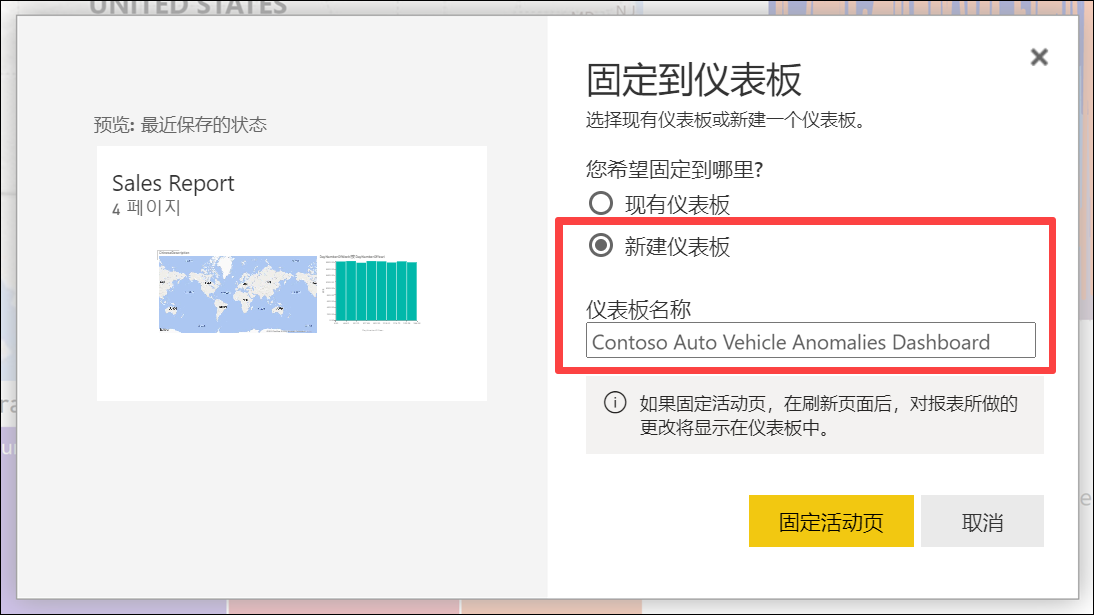 UNITED STATES
预览: 最近保存的状态
Sales Report
4 페이지
固定到仪表板
选择现有仪表板或新建一个仪表板。
您希望固定到哪里?
现有仪表板
新建仪表板
仪表板名称
Contoso Auto Vehicle Anomalies Dashboard
如果固定活动页，在刷新页面后，对报表所做的
更改将显示在仪表板中。
固定活动页
取消